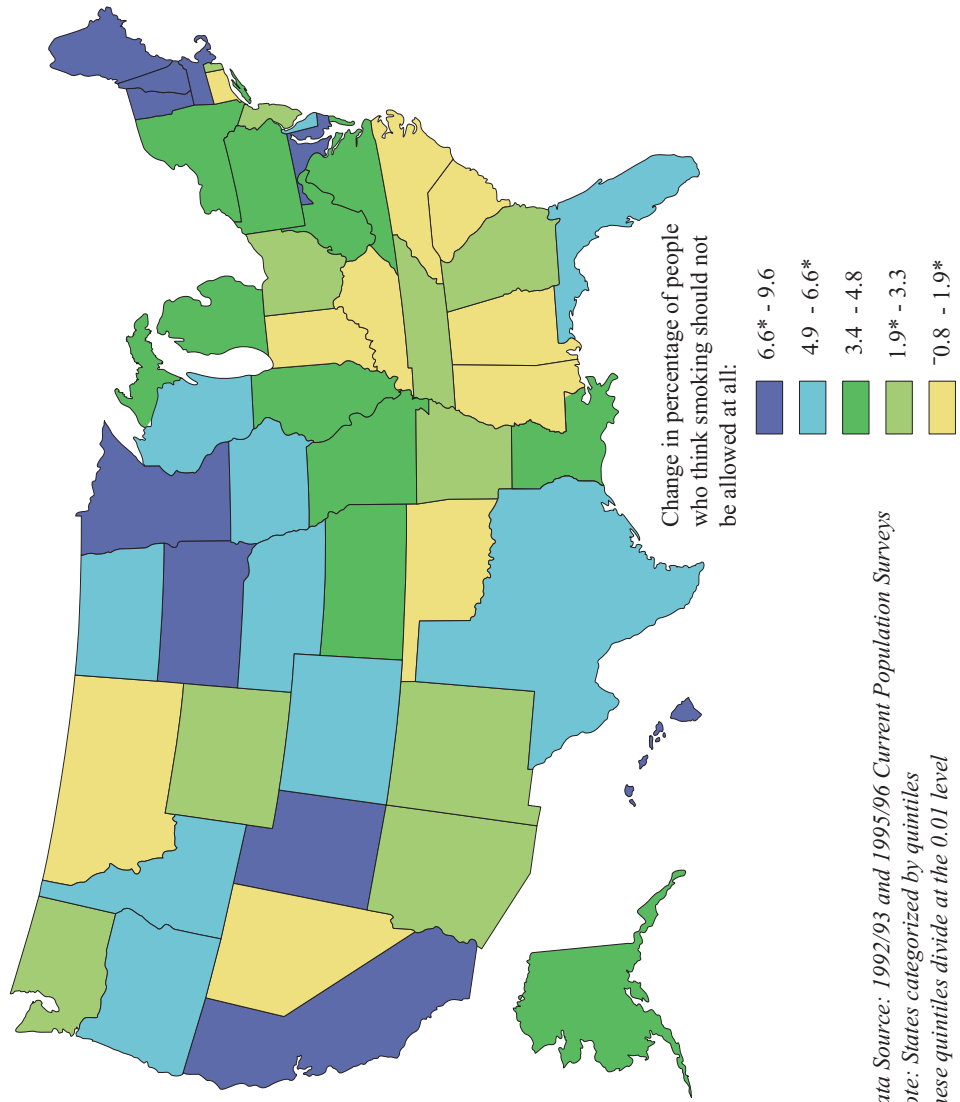 Change in percentage of people
who think smoking should not
be allowed at all:
6.6* - 9.6
4.9 - 6.6*
3.4 - 4.8
1.9* - 3.3
⁻0.8 - 1.9*
Source: 1992/93 and 1995/96 Current Population Surveys
States categorized by quintiles
quintiles divide at the 0.01 level